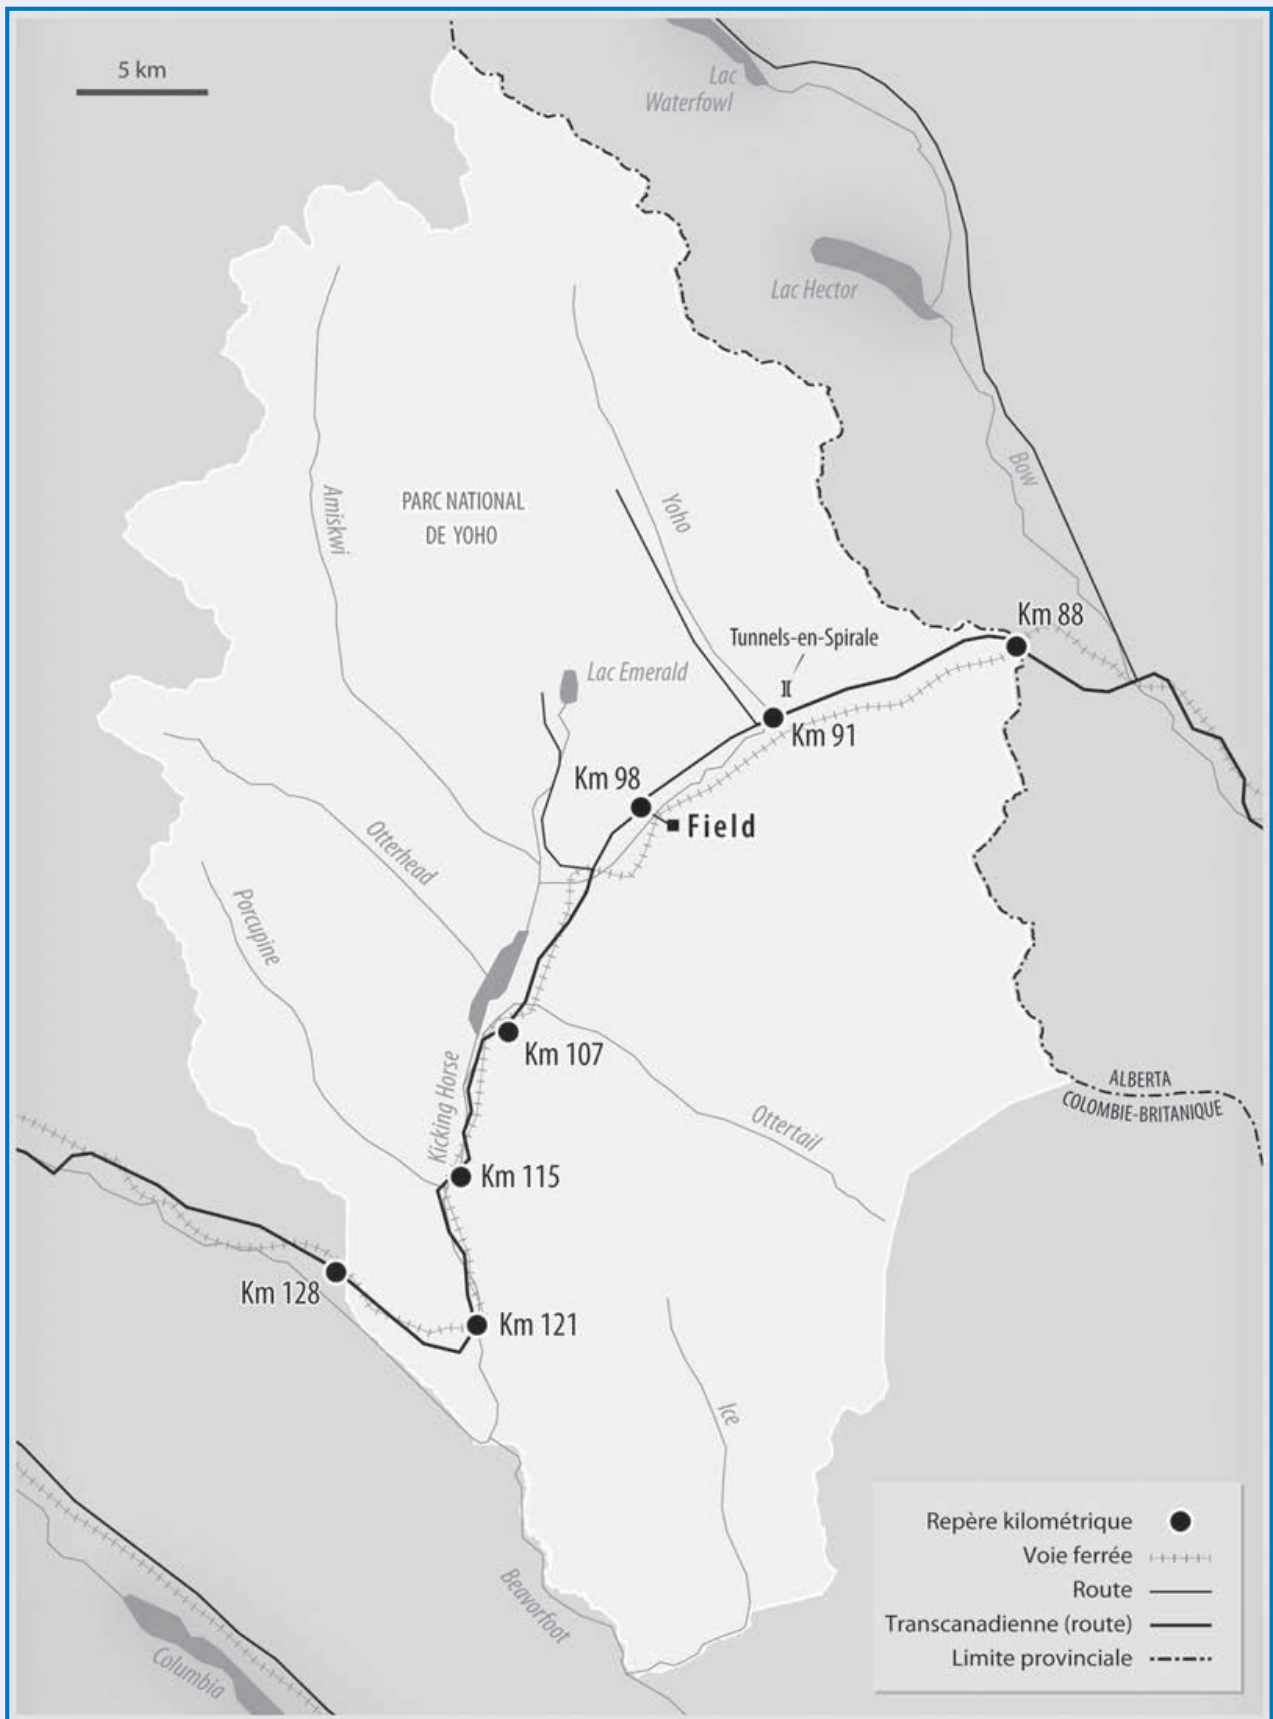 5 km
Lac
Waterfowl
Lac Hector
Bow
PARC NATIONAL
DE YOHO
Amiskwi
Yoho
Km 88
Tunnels-en-Spirale
Lac Emerald
Km 91
Km 98
Field
Otterhead
Porcupine
Km 107
Kicking Horse
ALBERTA
COLOMBIE-BRITANIQUE
Ottertail
Km 115
Km 128
Km 121
Ice
Beavorfoot
Columbia
Repère kilométrique
Voie ferrée
Route
Transcanadienne (route)
Limite provinciale